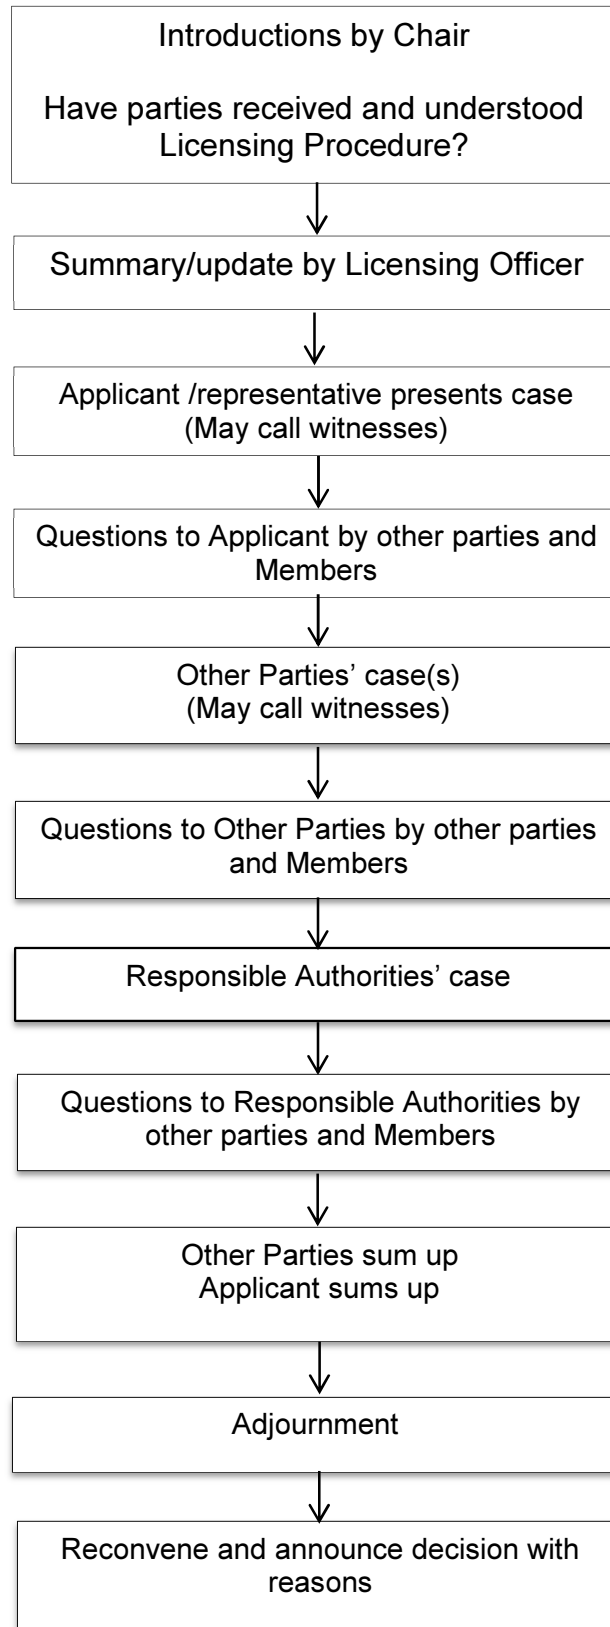 Introductions by Chair
Have parties received and understood
Licensing Procedure?
Summary/update by Licensing Officer
Applicant /representative presents case
(May call witnesses)
Questions to Applicant by other parties and
Members
Other Parties’ case(s)
(May call witnesses)
Questions to Other Parties by other parties
and Members
Responsible Authorities’ case
Questions to Responsible Authorities by
other parties and Members
Other Parties sum up
Applicant sums up
Adjournment
Reconvene and announce decision with
reasons